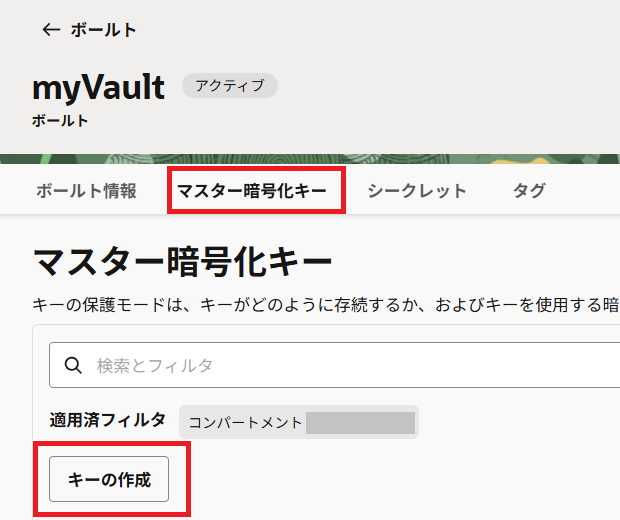 ← ボールト
myVault アクティブ
ボールト
ボールト情報 マスター暗号化キー シークレット タグ
マスター暗号化キー
キーの保護モードは、キーがどのように存続するか、およびキーを使用する暗
検索とフィルタ
適用済フィルタ コンパートメント
キーの作成